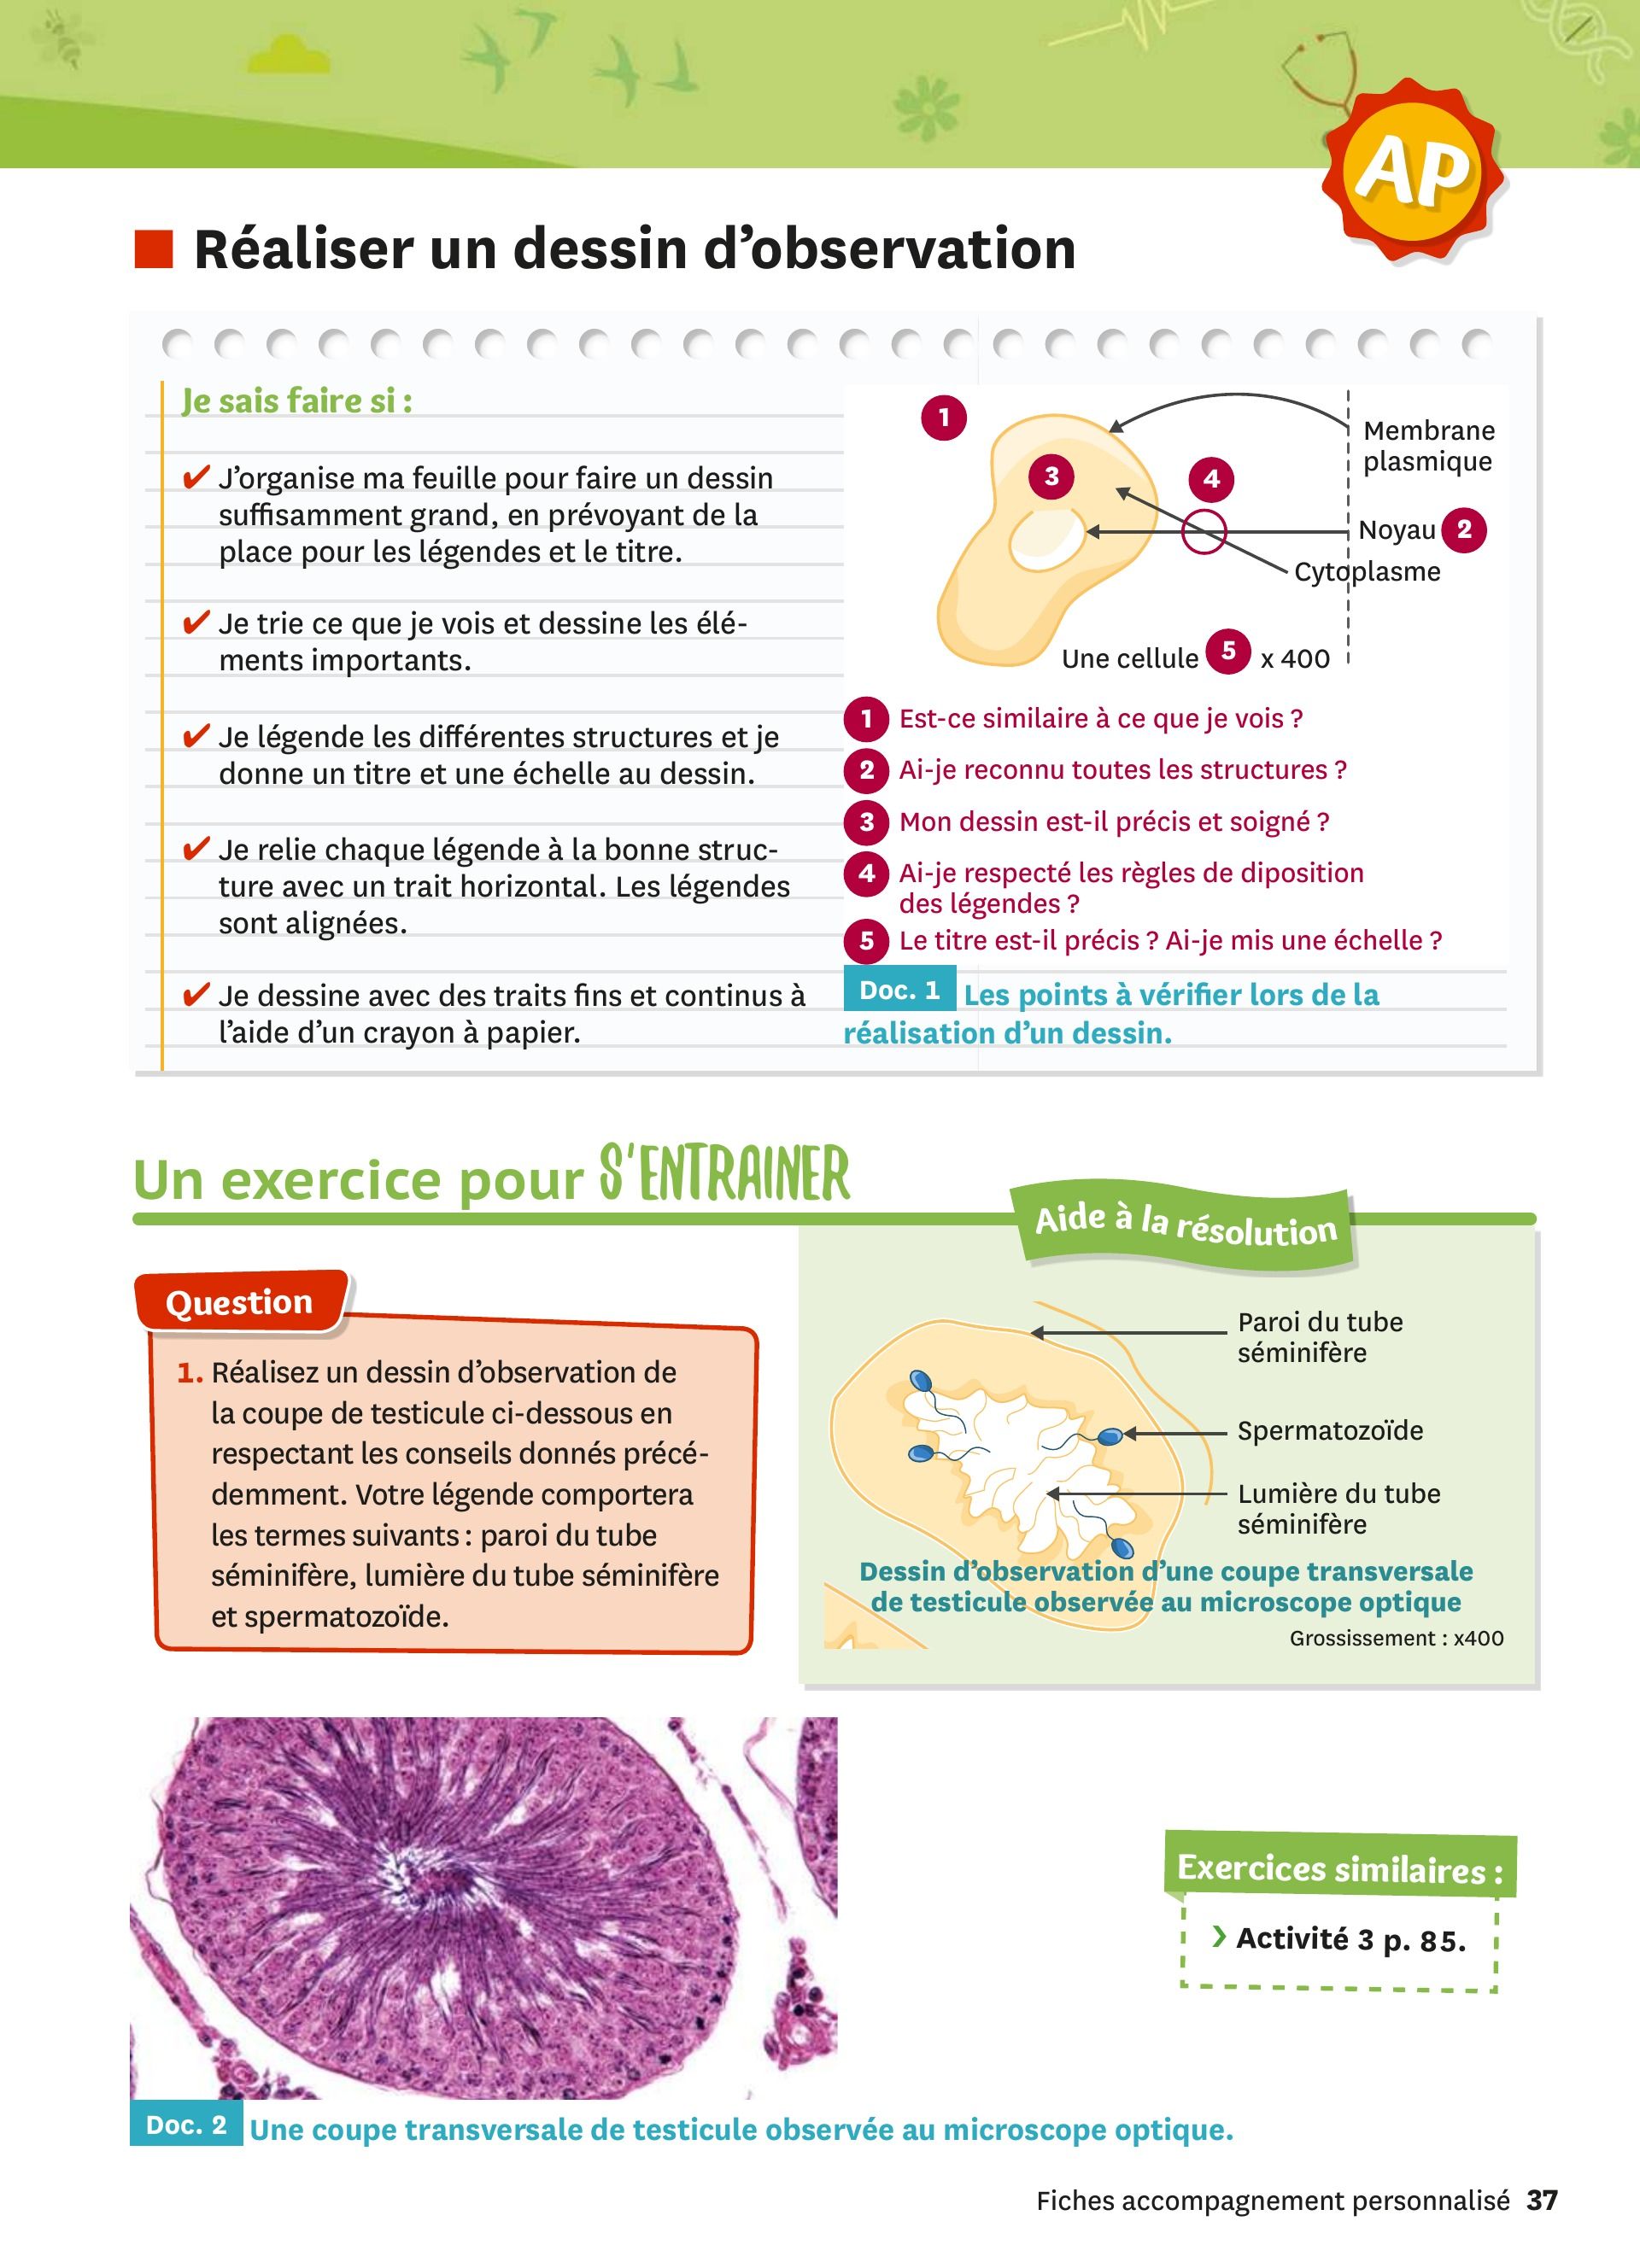 AP
Réaliser un dessin d'observation
Je sais faire si :
✔ J'organise ma feuille pour faire un dessin
suffisamment grand, en prévoyant de la
place pour les légendes et le titre.
✔ Je trie ce que je vois et dessine les élé-
ments importants.
✔ Je légende les différentes structures et je
donne un titre et une échelle au dessin.
✔ Je relie chaque légende à la bonne struc-
ture avec un trait horizontal. Les légendes
sont alignées.
✔ Je dessine avec des traits fins et continus à
l'aide d'un crayon à papier.
1
3
4
Membrane
plasmique
Noyau 2
Cytoplasme
Une cellule 5 x 400
1 Est-ce similaire à ce que je vois ?
2 Ai-je reconnu toutes les structures ?
3 Mon dessin est-il précis et soigné ?
4 Ai-je respecté les règles de diposition
des légendes ?
5 Le titre est-il précis ? Ai-je mis une échelle ?
Doc. 1 Les points à vérifier lors de la
réalisation d'un dessin.
Un exercice pour S'ENTRAINER
Question
1. Réalisez un dessin d'observation de
la coupe de testicule ci-dessous en
respectant les conseils donnés précé-
demment. Votre légende comportera
les termes suivants : paroi du tube
séminifère, lumière du tube séminifère
et spermatozoïde.
Aide à la résolution
Paroi du tube
séminifère
Spermatozoïde
Lumière du tube
séminifère
Dessin d'observation d'une coupe transversale
de testicule observée au microscope optique
Grossissement : x400
Exercices similaires :
› Activité 3 p. 85.
Doc. 2 Une coupe transversale de testicule observée au microscope optique.
Fiches accompagnement personnalisé 37